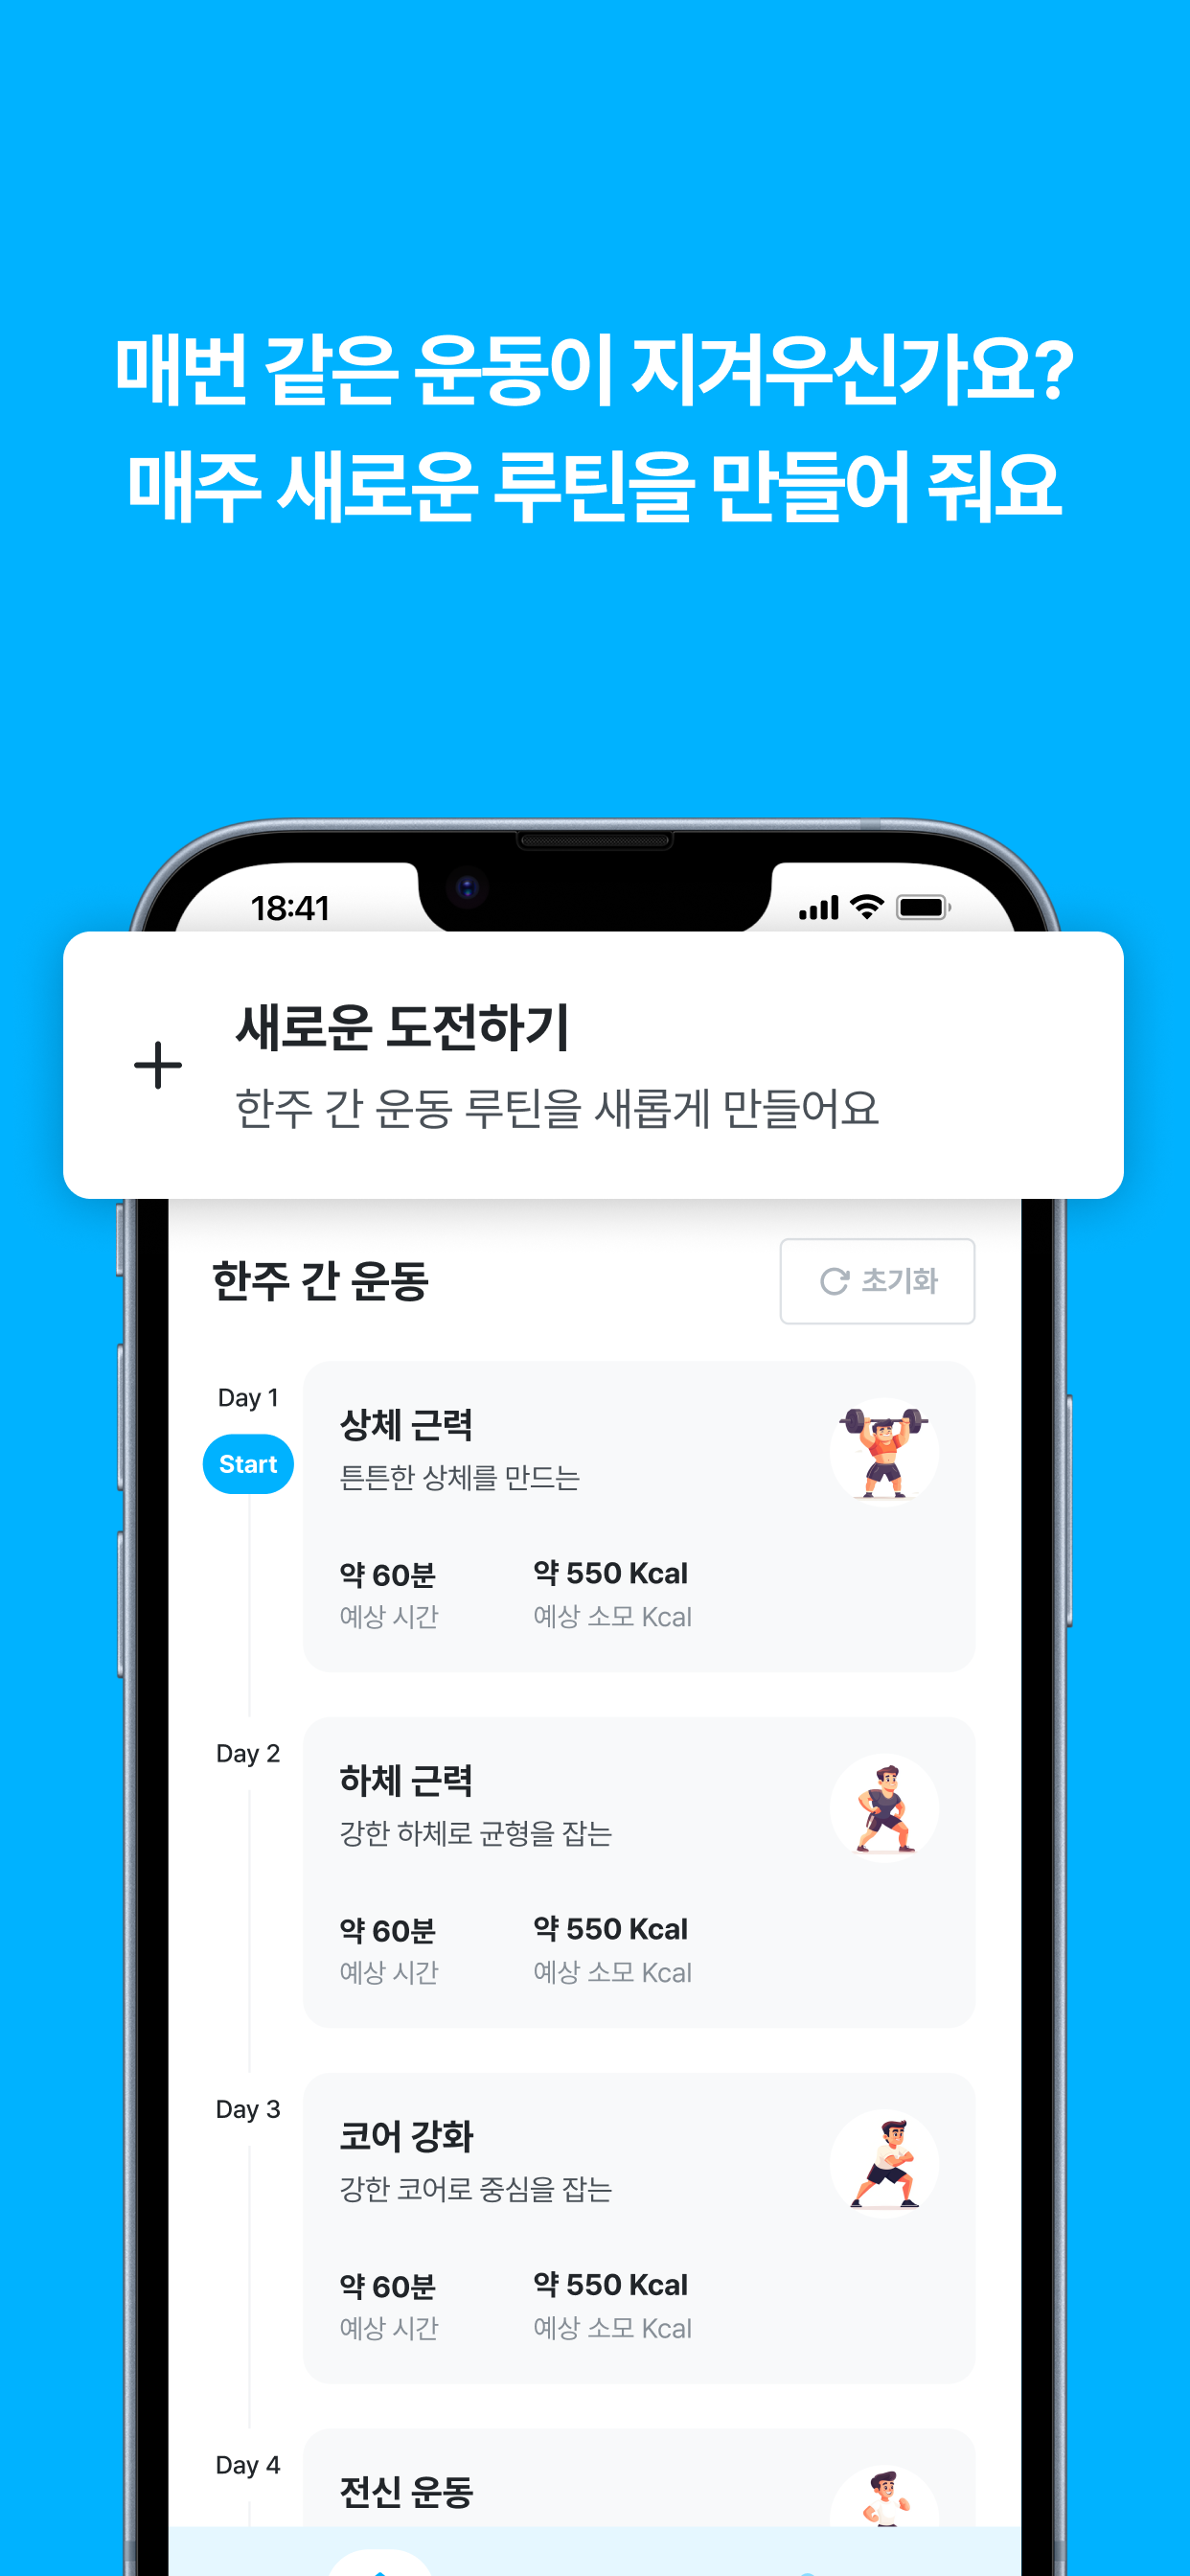 매번 같은 운동이 지겨우신가요?
매주 새로운 루틴을 만들어 줘요
18:41
새로운 도전하기
한주 간 운동 루틴을 새롭게 만들어요
한주 간 운동
초기화
Day 1
Start
상체 근력
튼튼한 상체를 만드는
약 60분
약 550 Kcal
예상 시간
예상 소모 Kcal
Day 2
하체 근력
강한 하체로 균형을 잡는
약 60분
약 550 Kcal
예상 시간
예상 소모 Kcal
Day 3
코어 강화
강한 코어로 중심을 잡는
약 60분
약 550 Kcal
예상 시간
예상 소모 Kcal
Day 4
전신 운동